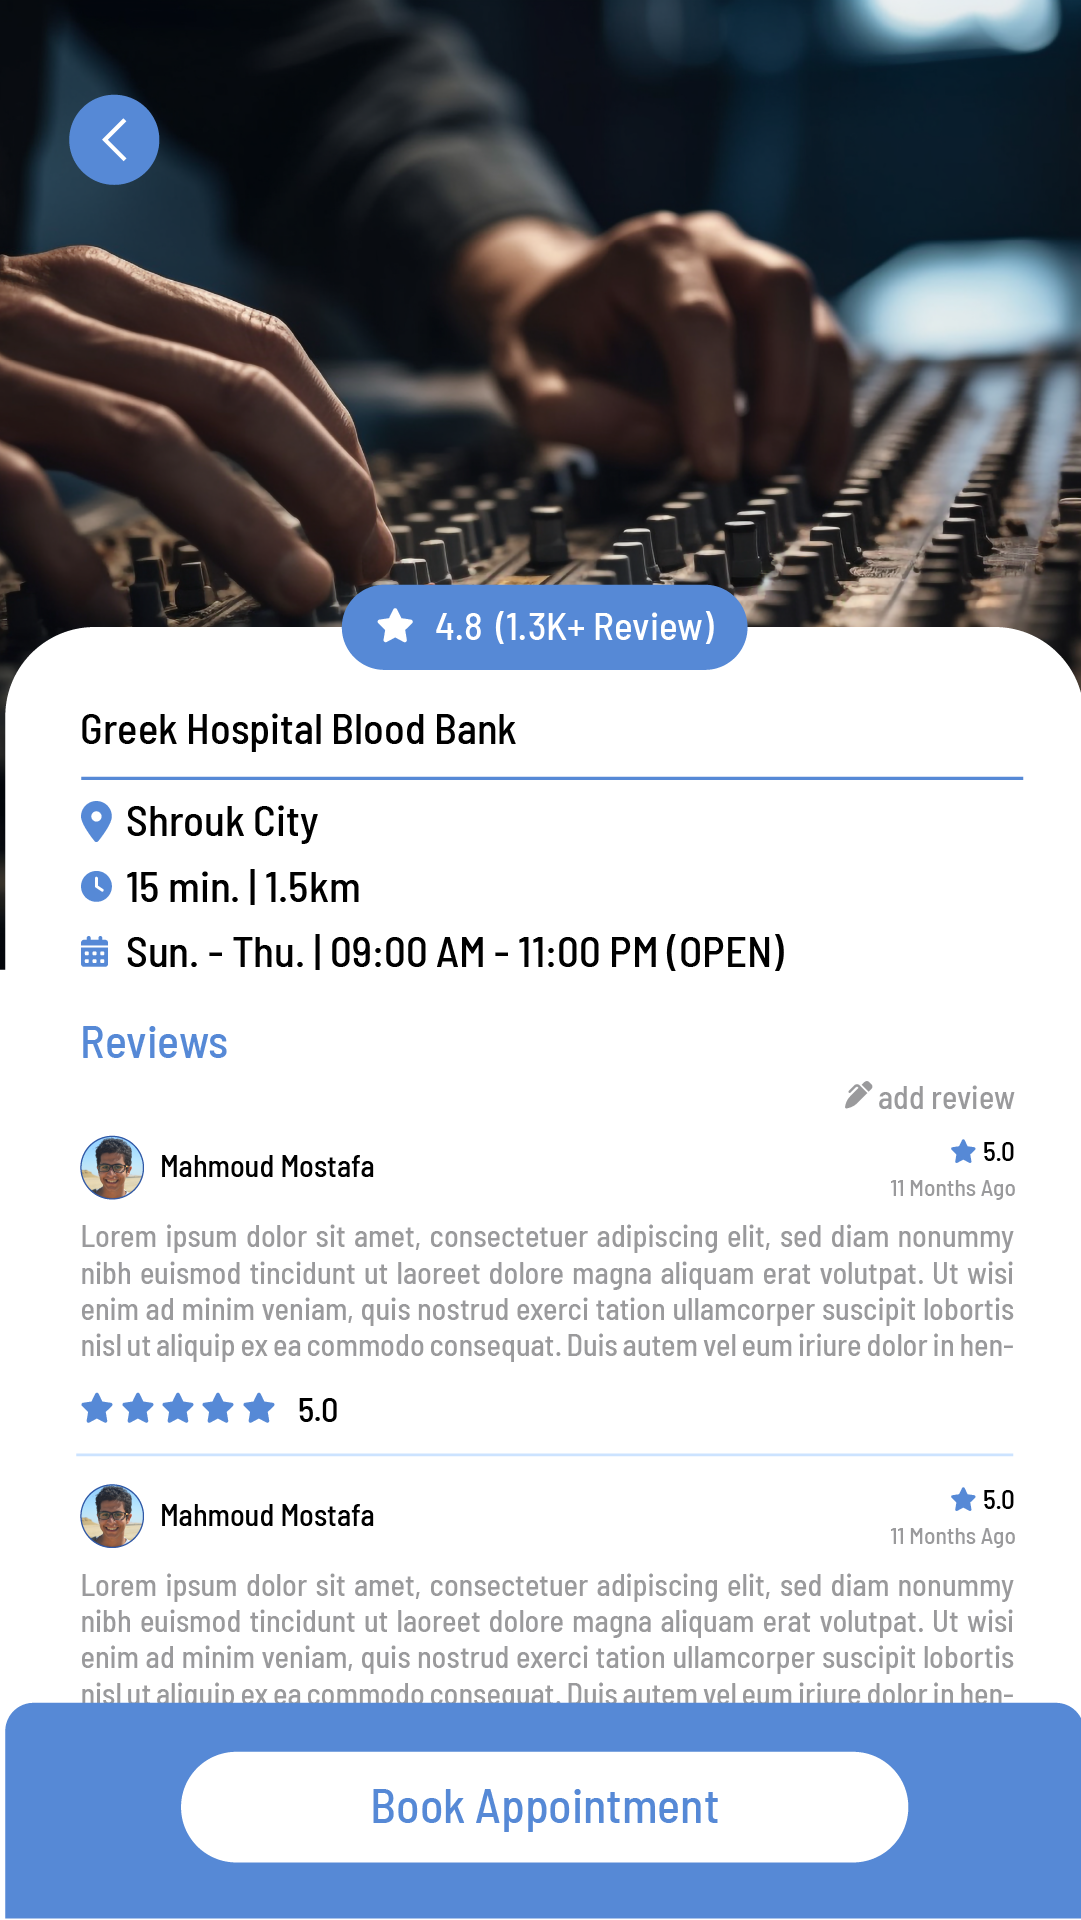 4.8 (1.3K+ Review)
Greek Hospital Blood Bank
Shrouk City
15 min. | 1.5km
Sun. - Thu. | 09:00 AM - 11:00 PM (OPEN)
Reviews
add review
Mahmoud Mostafa
5.0
11 Months Ago
Lorem ipsum dolor sit amet, consectetuer adipiscing elit, sed diam nonummy
nibh euismod tincidunt ut laoreet dolore magna aliquam erat volutpat. Ut wisi
enim ad minim veniam, quis nostrud exerci tation ullamcorper suscipit lobortis
nisl ut aliquip ex ea commodo consequat. Duis autem vel eum iriure dolor in hen-
5.0
Mahmoud Mostafa
5.0
11 Months Ago
Lorem ipsum dolor sit amet, consectetuer adipiscing elit, sed diam nonummy
nibh euismod tincidunt ut laoreet dolore magna aliquam erat volutpat. Ut wisi
enim ad minim veniam, quis nostrud exerci tation ullamcorper suscipit lobortis
nisl ut aliquip ex ea commodo consequat. Duis autem vel eum iriure dolor in hen-
Book Appointment